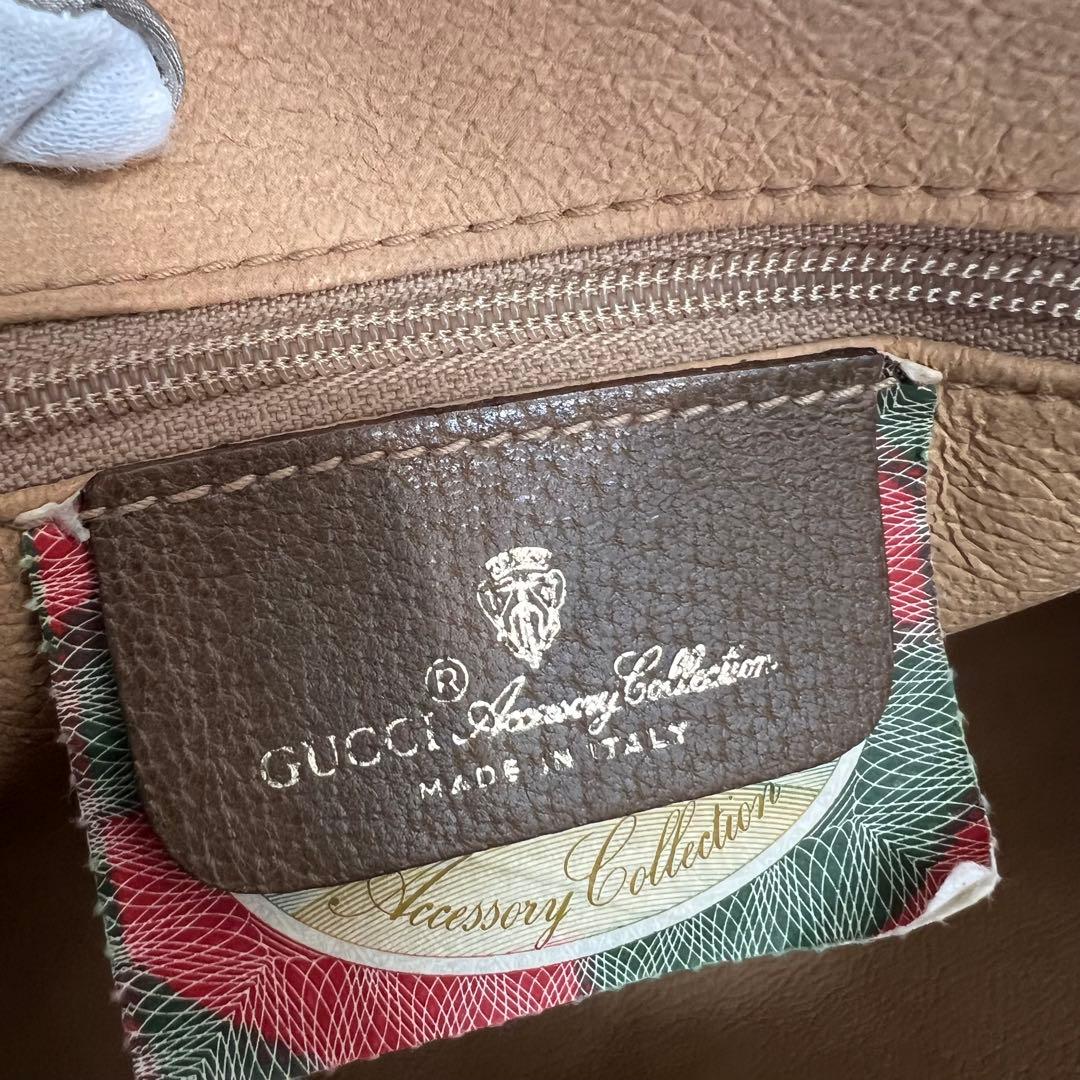 ®
GUCCI Accessory Collection
MADE IN ITALY
Accessory Collection